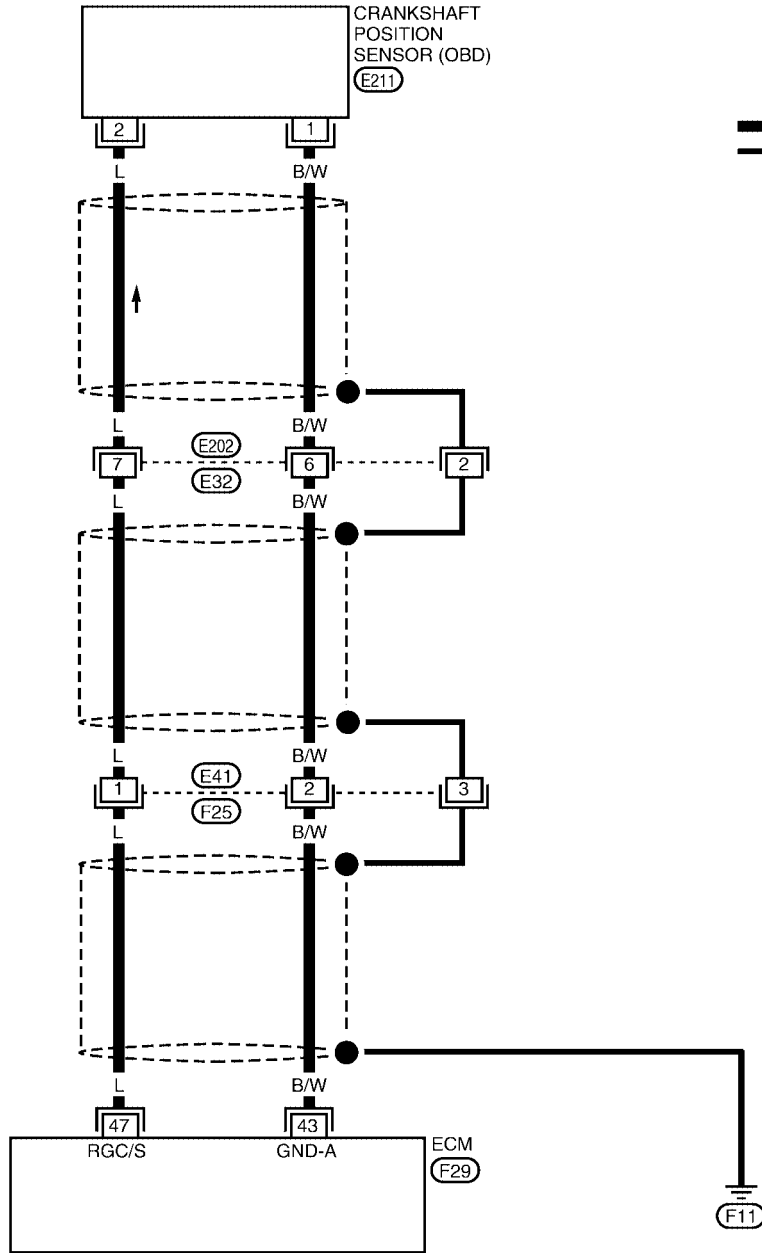 CRANKSHAFT
POSITION
SENSOR (OBD)
E211
2 1
L B/W
L B/W
E202
7 6 2
E32
L B/W
L B/W
E41
1 2 3
F25
L B/W
L B/W
47 43
RGC/S GND-A
ECM
F29
F11